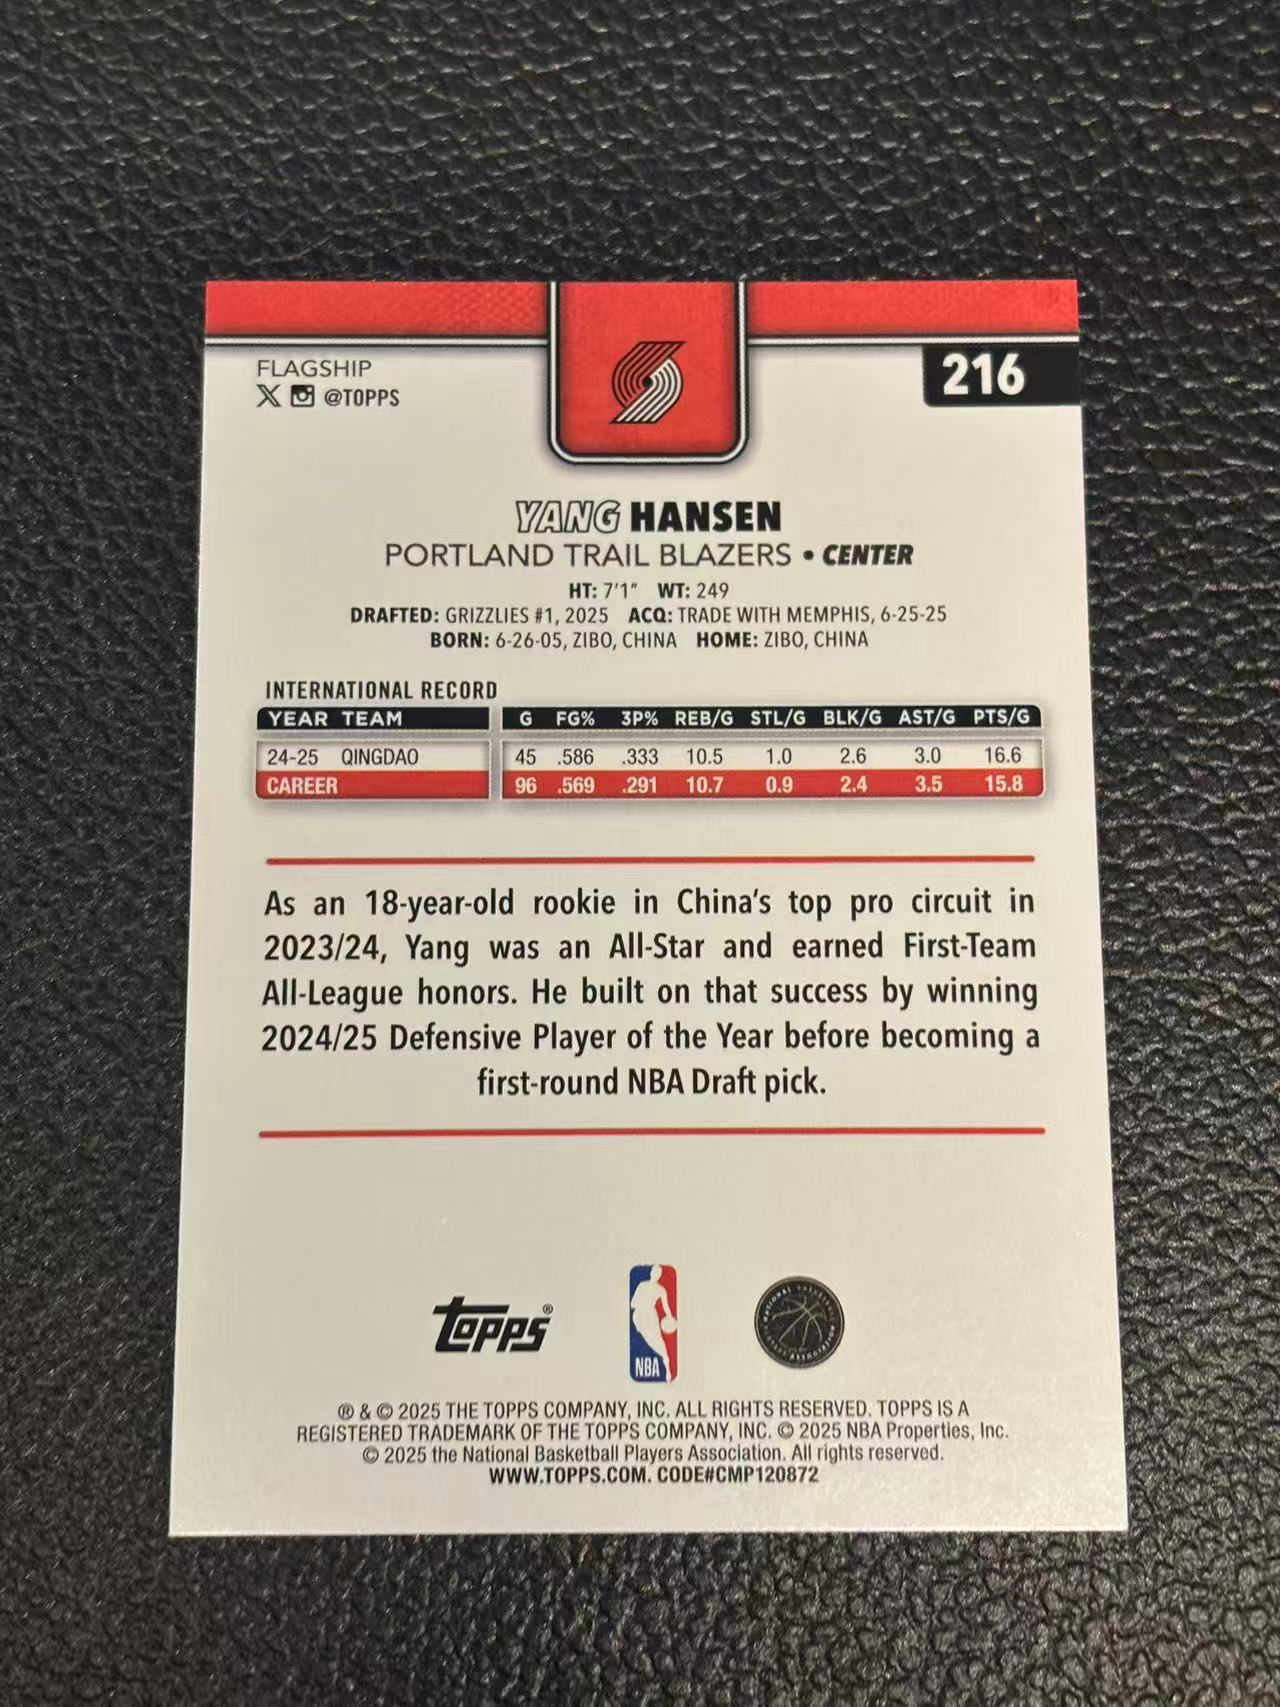 FLAGSHIP
@TOPPS
216
YANG HANSEN
PORTLAND TRAIL BLAZERS • CENTER
HT: 7'1" WT: 249
DRAFTED: GRIZZLIES #1, 2025 ACQ: TRADE WITH MEMPHIS, 6-25-25
BORN: 6-26-05, ZIBO, CHINA HOME: ZIBO, CHINA
INTERNATIONAL RECORD
YEAR TEAM G FG% 3P% REB/G STL/G BLK/G AST/G PTS/G
24-25 QINGDAO 45 .586 .333 10.5 1.0 2.6 3.0 16.6
CAREER 96 .569 .291 10.7 0.9 2.4 3.5 15.8
As an 18-year-old rookie in China's top pro circuit in
2023/24, Yang was an All-Star and earned First-Team
All-League honors. He built on that success by winning
2024/25 Defensive Player of the Year before becoming a
first-round NBA Draft pick.
topps®
NBA
® & © 2025 THE TOPPS COMPANY, INC. ALL RIGHTS RESERVED. TOPPS IS A
REGISTERED TRADEMARK OF THE TOPPS COMPANY, INC. © 2025 NBA Properties, Inc.
© 2025 the National Basketball Players Association. All rights reserved.
WWW.TOPPS.COM. CODE#CMP120872